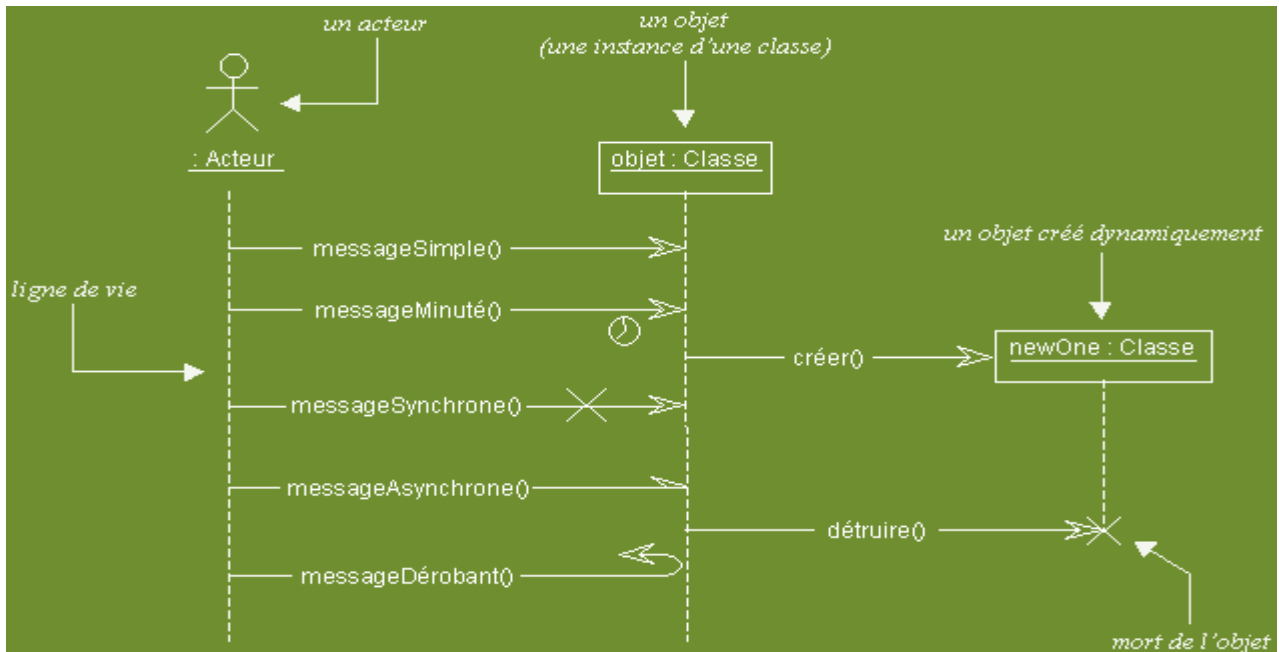 un acteur
un objet
(une instance d'une classe)
: Acteur
objet : Classe
messageSimple()
un objet créé dynamiquement
ligne de vie
messageMinuté()
newOne : Classe
créer()
messageSynchrone()
messageAsynchrone()
détruire()
messageDérobant()
mort de l'objet